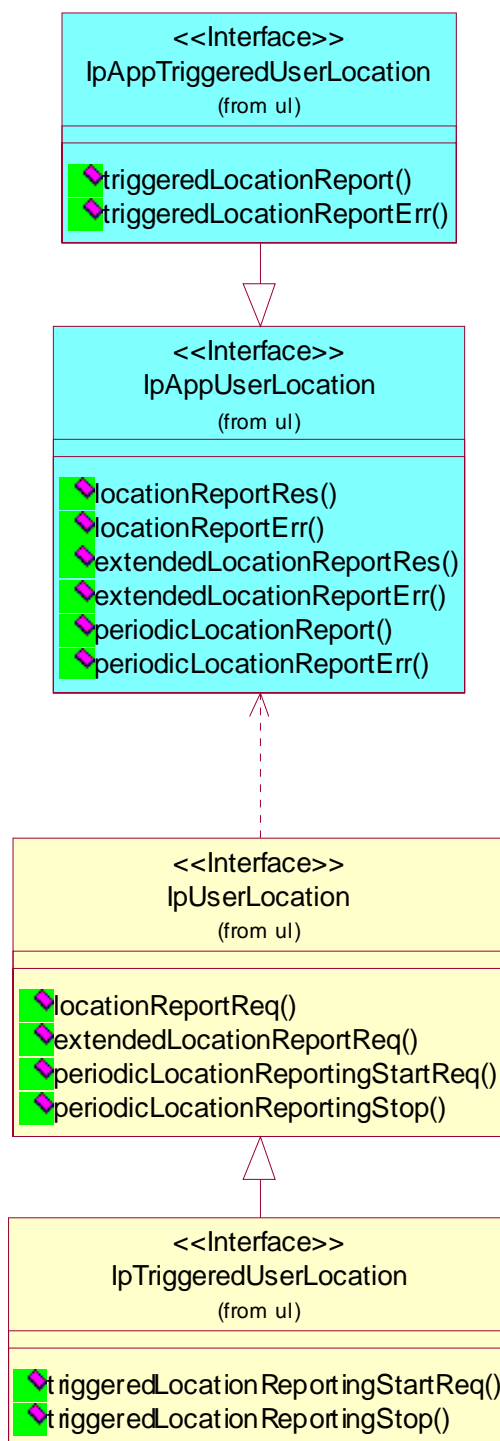 <<Interface>>
IpAppTriggeredUserLocation
(from ul)
triggeredLocationReport()
triggeredLocationReportErr()
<<Interface>>
IpAppUserLocation
(from ul)
locationReportRes()
locationReportErr()
extendedLocationReportRes()
extendedLocationReportErr()
periodicLocationReport()
periodicLocationReportErr()
<<Interface>>
IpUserLocation
(from ul)
locationReportReq()
extendedLocationReportReq()
periodicLocationReportingStartReq()
periodicLocationReportingStop()
<<Interface>>
IpTriggeredUserLocation
(from ul)
triggeredLocationReportingStartReq()
triggeredLocationReportingStop()